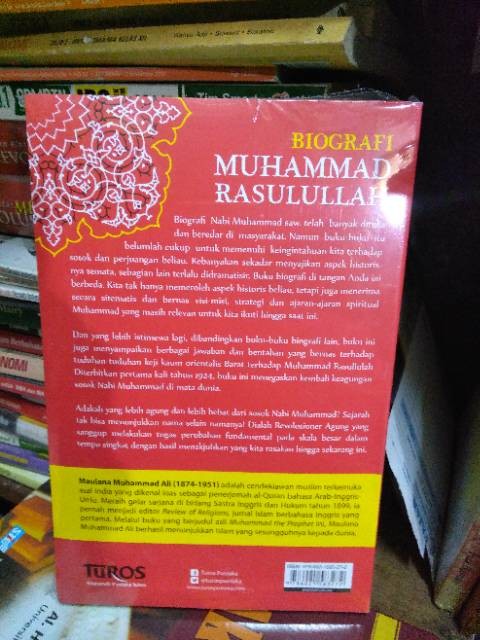 BIOGRAFI
MUHAMMAD
RASULULLAH
Biografi Nabi Muhammad saw. telah banyak ditulis
dan beredar di masyarakat. Namun buku-buku itu
belumlah cukup untuk memenuhi keingintahuan kita terhadap
sosok dan perjuangan beliau. Kebanyakan sekadar menyajikan aspek historis-
nya semata, sebagian lain terlalu didramatisir. Buku biografi di tangan Anda ini
berbeda. Kita tak hanya memeroleh aspek historis beliau, tetapi juga menerima
secara sitematis dan bernas visi-misi, strategi dan ajaran-ajaran spiritual
Muhammad yang masih relevan untuk kita ikuti hingga saat ini.
Dan yang lebih istimewa lagi, dibandingkan buku-buku biografi lain, buku ini
juga menyampaikan berbagai jawaban dan bantahan yang bernas terhadap
tuduhan-tuduhan keji kaum orientalis Barat terhadap Muhammad Rasulullah
Diterbitkan pertama kali tahun 1924, buku ini menegaskan kembali keagungan
sosok Nabi Muhammad di mata dunia.
Adakah yang lebih agung dan lebih hebat dari sosok Nabi Muhammad? Sejarah
tak bisa menunjukkan nama selain namanya! Dialah Revolusioner Agung yang
sanggup melakukan tugas perubahan fundamental pada skala besar dalam
tempo singkat dengan hasil menakjubkan yang kita rasakan hingga sekarang ini.
Maulana Muhammad Ali (1874-1951) adalah cendekiawan muslim terkemuka
asal India yang dikenal luas sebagai penerjemah al-Quran bahasa Arab-Inggris-
Urdu. Meraih gelar sarjana di bidang Sastra Inggris dan Hukum tahun 1899, ia
pernah menjadi editor Review of Religions, jurnal Islam berbahasa Inggris yang
pertama. Melalui buku yang berjudul asli Muhammad the Prophet ini, Maulana
Muhammad Ali berhasil menunjukkan Islam yang sesungguhnya kepada dunia.
TUROS
Turos Pustaka